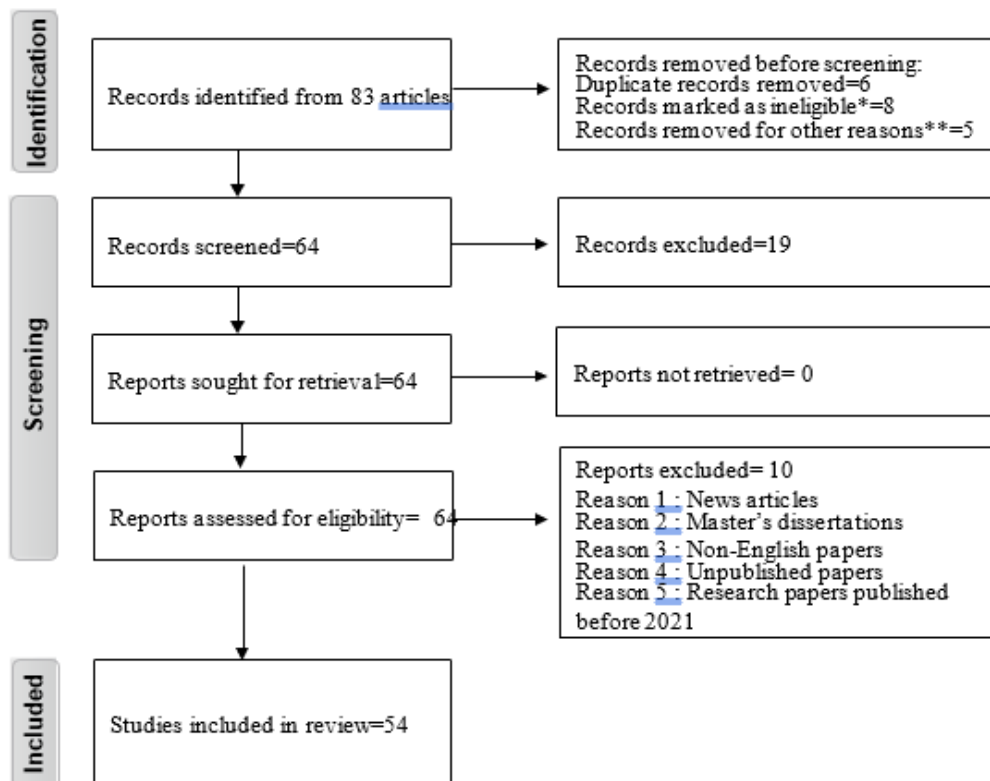 Identification
Records identified from 83 articles
Records removed before screening:
Duplicate records removed=6
Records marked as ineligible*=8
Records removed for other reasons**=5
Screening
Records screened=64
Records excluded=19
Reports sought for retrieval=64
Reports not retrieved= 0
Reports assessed for eligibility= 64
Reports excluded= 10
Reason 1 : News articles
Reason 2 : Master's dissertations
Reason 3 : Non-English papers
Reason 4 : Unpublished papers
Reason 5 : Research papers published
before 2021
Included
Studies included in review=54